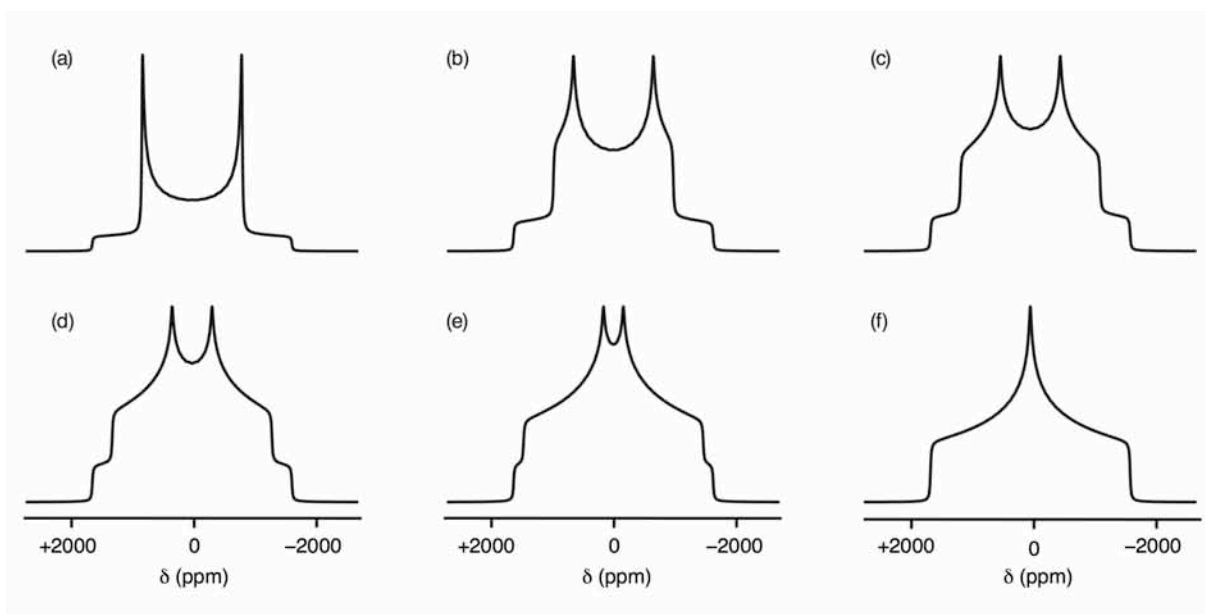 (a) (b) (c)
(d) (e) (f)
+2000 0 −2000 +2000 0 −2000 +2000 0 −2000
δ (ppm) δ (ppm) δ (ppm)